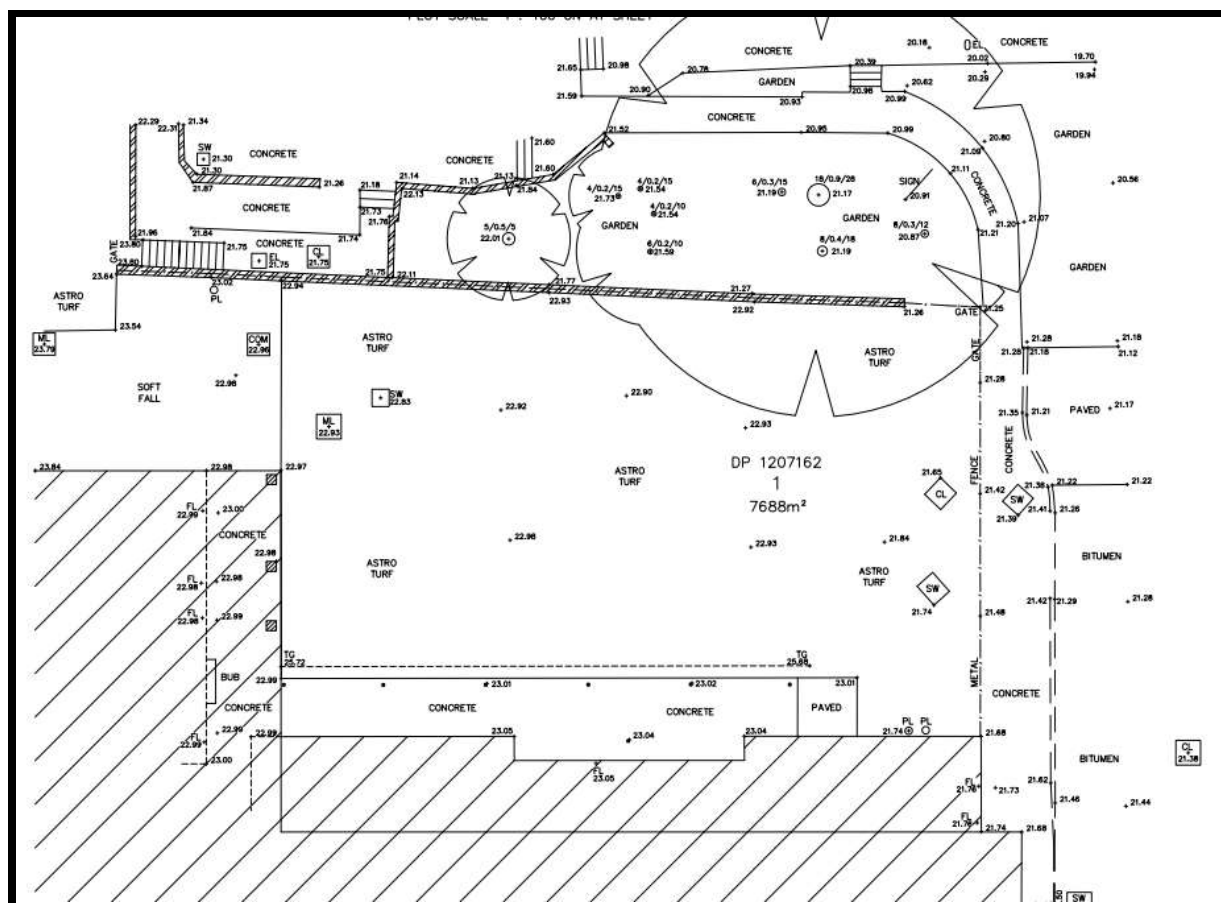 20.18
EL
CONCRETE
CONCRETE
21.65
20.98
20.78
20.39
20.02
19.70
20.29
19.94
GARDEN
20.62
21.59
20.90
20.93
20.98
20.99
CONCRETE
22.29
22.31
21.34
21.52
20.95
20.99
20.80
GARDEN
SW
21.30
CONCRETE
CONCRETE
21.60
21.09
21.30
21.87
21.26
21.18
21.14
22.13
21.13
21.13
21.84
21.60
4/0.2/15
21.73
4/0.2/15
21.54
6/0.3/15
21.19
18/0.9/26
21.17
SIGN
20.91
21.11
CONCRETE
20.56
CONCRETE
21.73
21.76
4/0.2/10
21.54
GARDEN
GARDEN
6/0.3/12
20.87
21.20
21.07
21.84
21.74
5/0.5/5
22.01
6/0.2/10
21.59
8/0.4/18
21.19
21.21
21.96
23.80
GATE
CONCRETE
21.75
EL
21.75
CL
21.75
GARDEN
23.80
23.64
23.02
PL
22.94
21.75
22.11
21.77
22.93
21.27
22.92
21.26
GATE
21.25
ASTRO
TURF
23.54
ML
23.79
COM
22.96
ASTRO
TURF
ASTRO
TURF
GATE
21.28
21.28
21.18
21.18
21.12
SOFT
FALL
22.98
21.28
SW
22.83
22.92
22.90
21.35
21.21
PAVED
21.17
ML
22.93
22.93
CONCRETE
23.84
22.98
22.97
ASTRO
TURF
DP 1207162
1
7688m²
21.65
CL
FENCE
21.42
21.36
21.22
21.22
SW
21.39
21.41
21.26
FL
22.99
23.00
CONCRETE
22.98
22.98
22.93
21.84
BITUMEN
FL
22.98
22.98
ASTRO
TURF
ASTRO
TURF
SW
21.74
21.42
21.29
21.28
FL
22.98
22.99
21.48
TG
25.72
TG
25.88
BUB
22.99
23.01
23.02
23.01
METAL
CONCRETE
CONCRETE
CONCRETE
CONCRETE
PAVED
FL
22.99
22.99
22.99
23.05
23.04
23.04
PL
PL
21.74
21.68
BITUMEN
CL
21.38
23.00
FL
23.05
FL
21.76
21.73
21.62
21.46
21.44
FL
21.74
21.68
SW